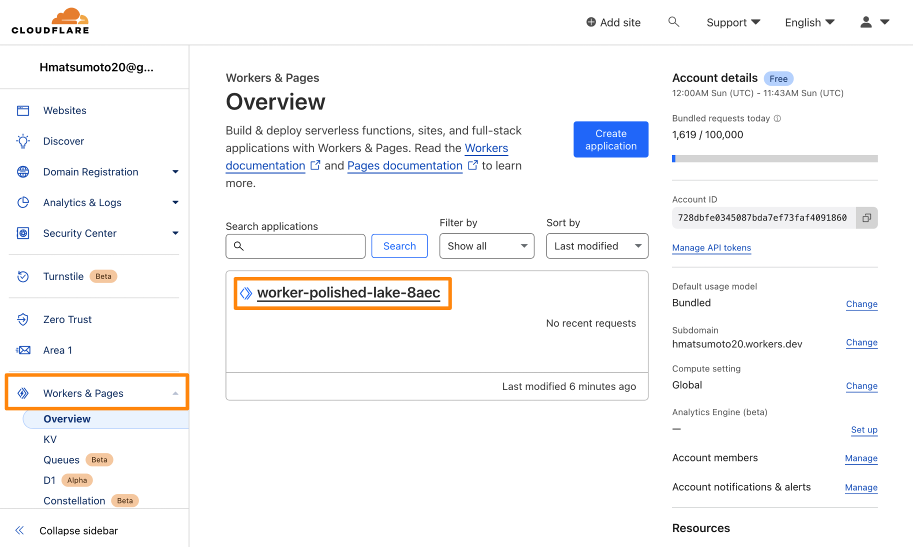 CLOUDFLARE
Add site
Support
English
Hmatsumoto20@g...
Websites
Discover
Domain Registration
Analytics & Logs
Security Center
Turnstile Beta
Zero Trust
Area 1
Workers & Pages
Overview
KV
Queues Beta
D1 Alpha
Constellation Beta
Collapse sidebar
Workers & Pages
Overview
Build & deploy serverless functions, sites, and full-stack
applications with Workers & Pages. Read the Workers
documentation and Pages documentation to learn
more.
Create
application
Search applications
Search
Filter by
Show all
Sort by
Last modified
worker-polished-lake-8aec
No recent requests
Last modified 6 minutes ago
Account details Free
12:00AM Sun (UTC) - 11:43AM Sun (UTC)
Bundled requests today
1,619 / 100,000
Account ID
728dbfe0345087bda7ef73faf4091860
Manage API tokens
Default usage model
Bundled Change
Subdomain
hmatsumoto20.workers.dev Change
Compute setting
Global Change
Analytics Engine (beta)
— Set up
Account members Manage
Account notifications & alerts Manage
Resources